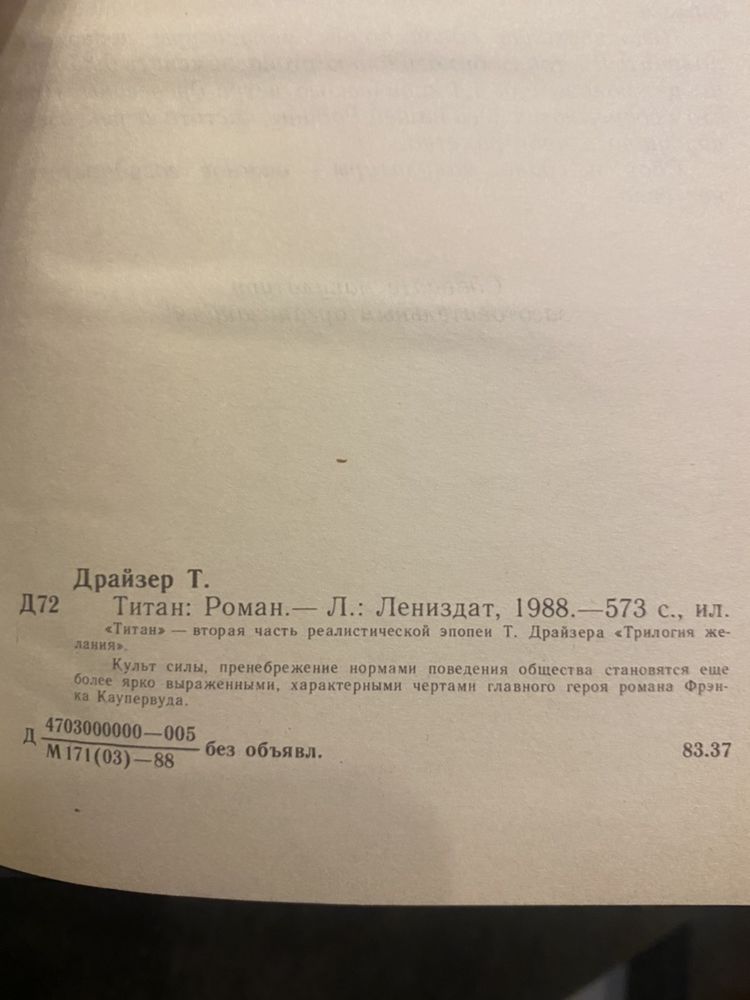 Драйзер Т.
Д72 Титан: Роман.— Л.: Лениздат, 1988.—573 с., ил.
«Титан» — вторая часть реалистической эпопеи Т. Драйзера «Трилогия же-
лания».
Культ силы, пренебрежение нормами поведения общества становятся еще
более ярко выраженными, характерными чертами главного героя романа Фрэн-
ка Каупервуда.
Д 4703000000—005
М171(03)—88 без объявл. 83.37